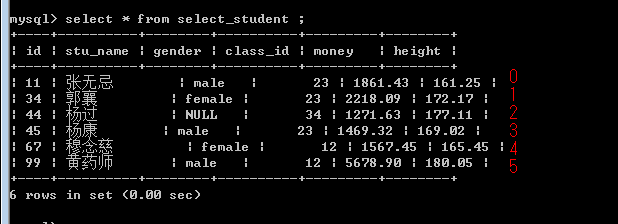 mysql> select * from select_student ;
+----+----------+--------+----------+---------+--------+
| id | stu_name | gender | class_id | money | height |
+----+----------+--------+----------+---------+--------+
| 11 | 张无忌 | male | 23 | 1861.43 | 161.25 | 0
| 34 | 郭襄 | female | 23 | 2218.09 | 172.17 | 1
| 44 | 杨过 | NULL | 34 | 1271.63 | 177.11 | 2
| 45 | 杨康 | male | 23 | 1469.32 | 169.02 | 3
| 67 | 穆念慈 | female | 12 | 1567.45 | 165.45 | 4
| 99 | 黄药师 | male | 12 | 5678.90 | 180.05 | 5
+----+----------+--------+----------+---------+--------+
6 rows in set (0.00 sec)